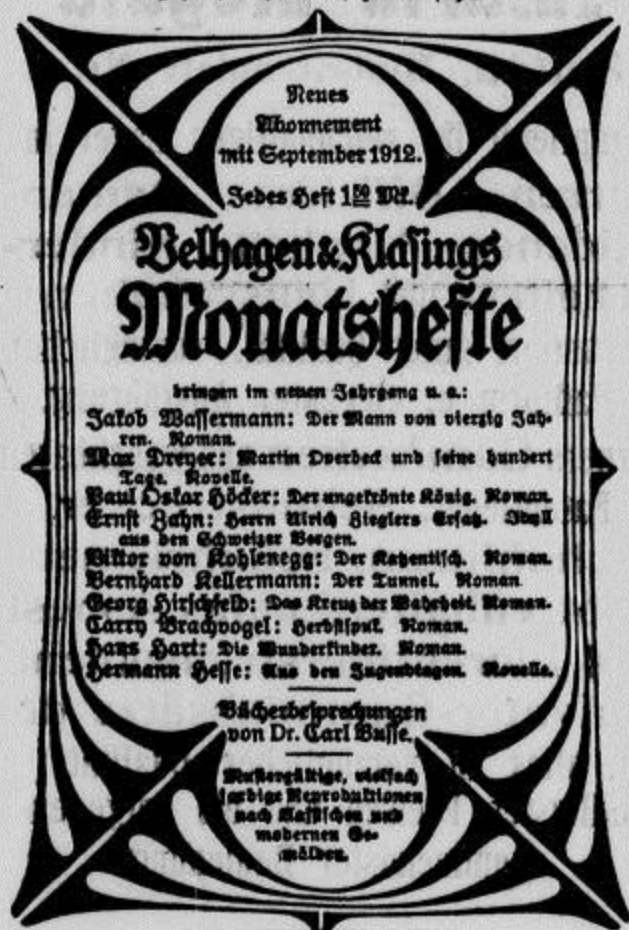 Neues
Abonnement
mit September 1912.
Jedes Heft 1 50 Mk.
Velhagen & Klasings
Monatshefte
bringen im neuen Jahrgang u. a.:
Jakob Wassermann: Der Mann von vierzig Jah-
ren. Roman.
Max Dreyer: Martin Overbeck und seine hundert
Tage. Novelle.
Paul Oskar Höcker: Der ungekrönte König. Roman.
Ernst Zahn: Herrn Ulrich Zieglers Ersatz. Idyll
aus den Schweizer Bergen.
Viktor von Kohlenegg: Der Katzentisch. Roman.
Bernhard Kellermann: Der Tunnel. Roman
Georg Hirschfeld: Das Kreuz der Wahrheit. Roman.
Carry Brachvogel: Herbstspuk. Roman.
Hans Hart: Die Wunderkinder. Roman.
Hermann Hesse: Aus den Jugendtagen. Novelle.
Bücherbesprechungen
von Dr. Carl Busse.
Mustergültige, vielfach
farbige Reproduktionen
nach klassischen und
modernen Ge-
mälden.